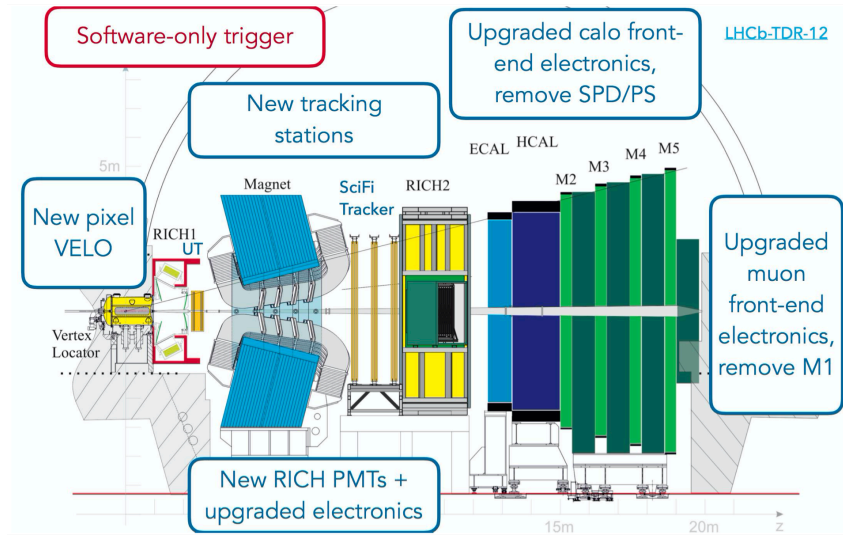 Software-only trigger
Upgraded calo front-
end electronics,
remove SPD/PS
LHCb-TDR-12
New tracking
stations
5m
ECAL HCAL
M2 M3 M4 M5
Magnet
SciFi
Tracker
RICH2
New pixel
VELO
RICH1
UT
Upgraded
muon
front-end
electronics,
remove M1
Vertex
Locator
New RICH PMTs +
upgraded electronics
15m
20m
z